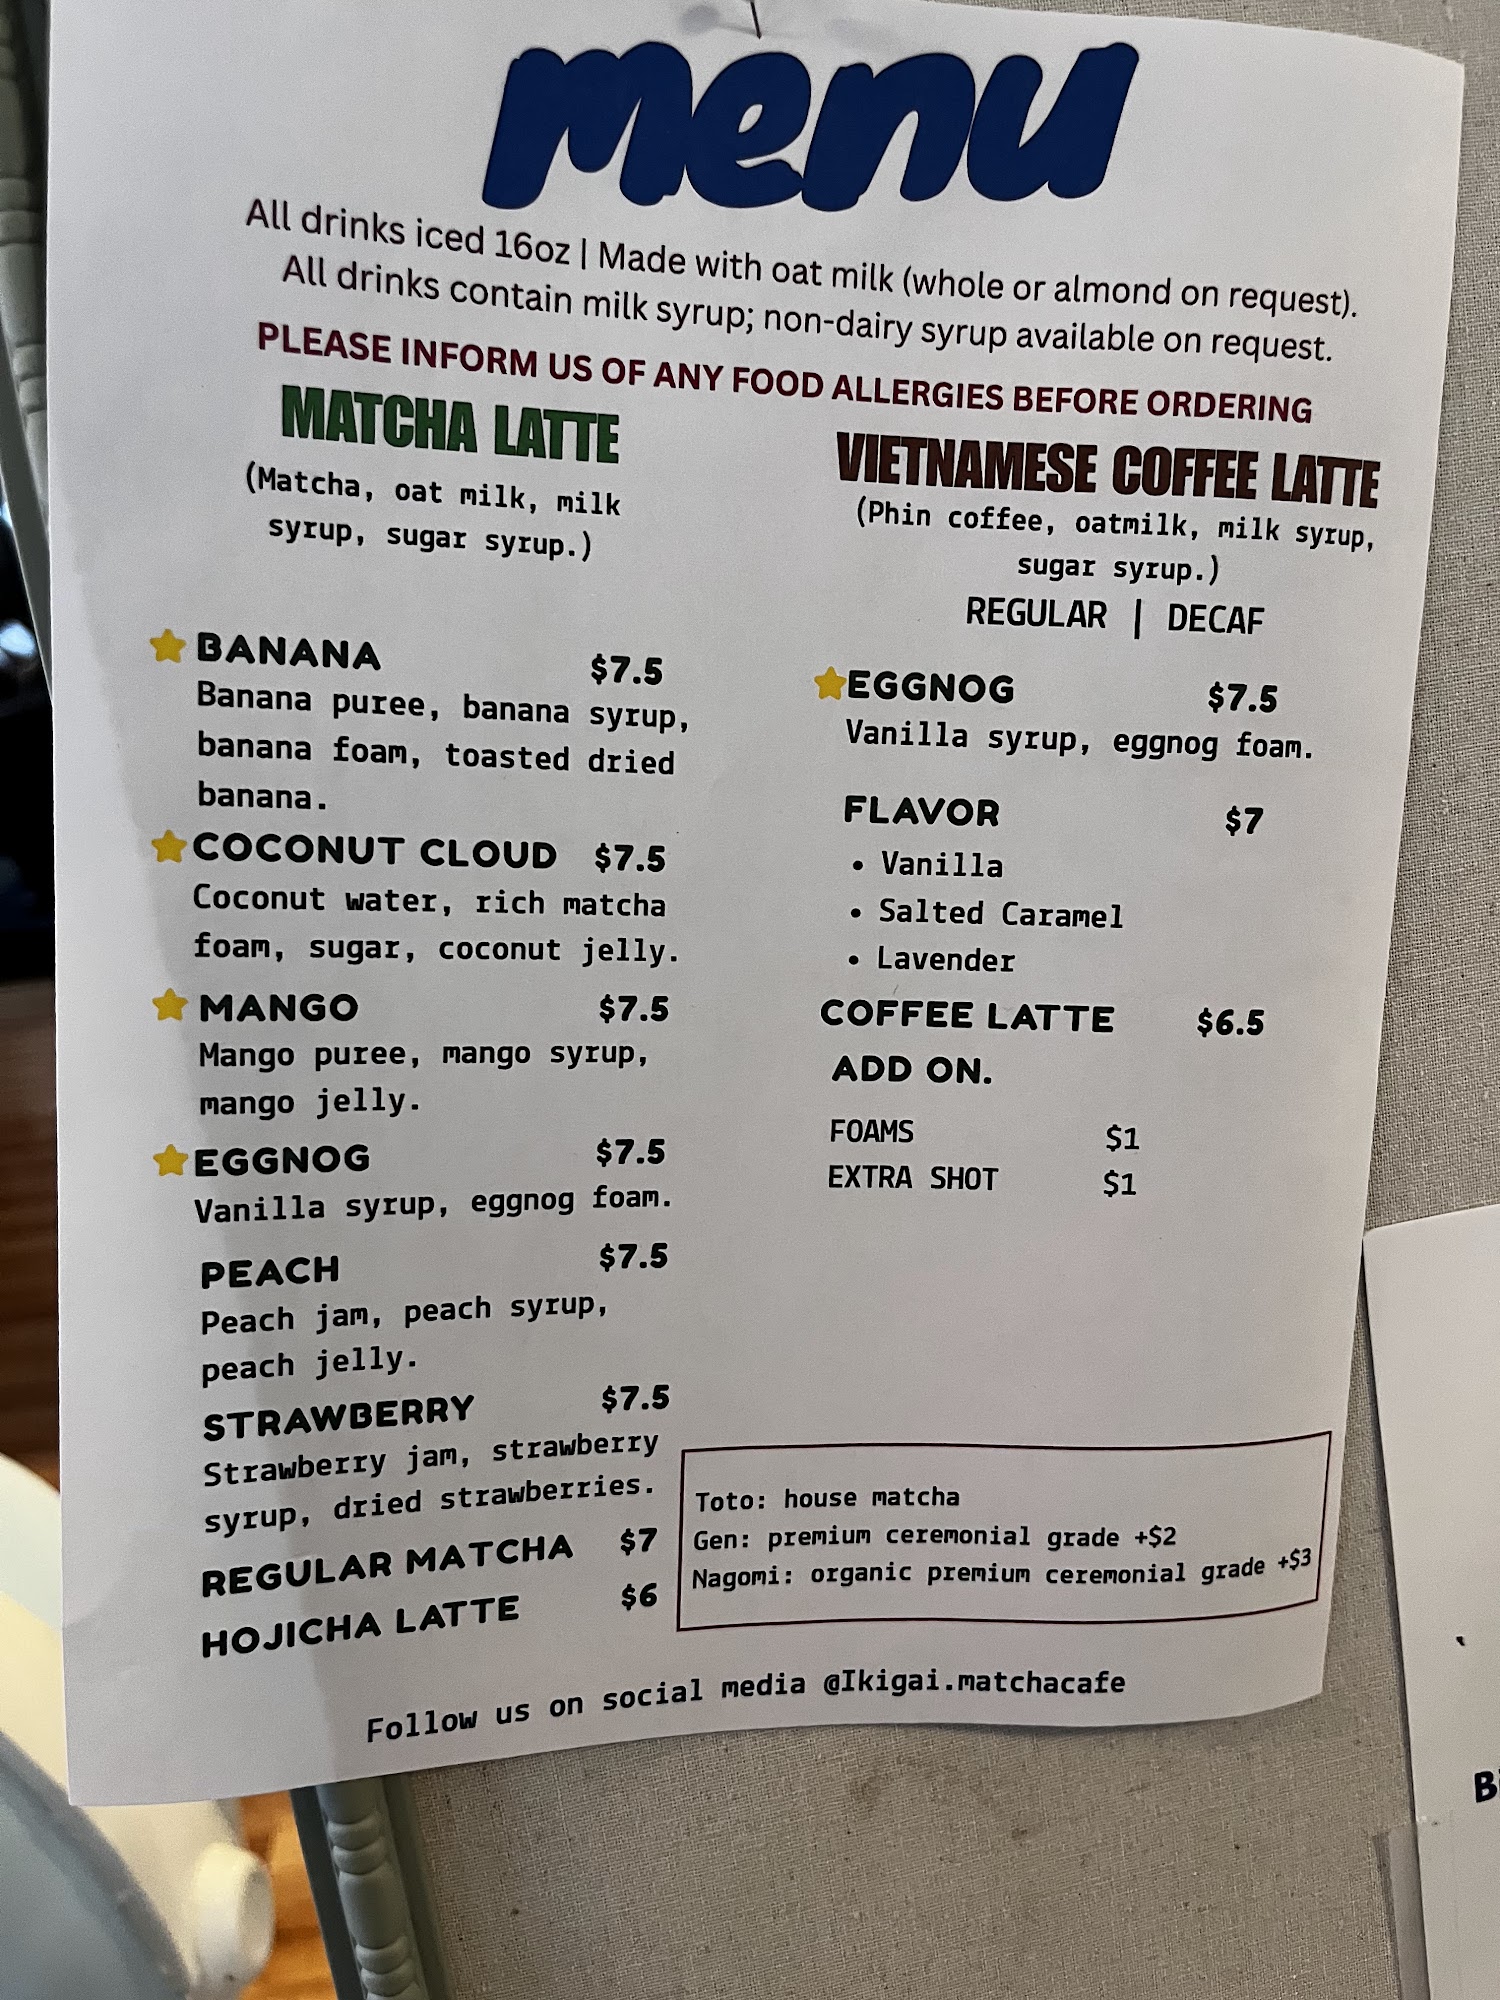 menu
All drinks iced 16oz | Made with oat milk (whole or almond on request).
All drinks contain milk syrup; non-dairy syrup available on request.
PLEASE INFORM US OF ANY FOOD ALLERGIES BEFORE ORDERING
MATCHA LATTE
(Matcha, oat milk, milk
syrup, sugar syrup.)
BANANA $7.5
Banana puree, banana syrup,
banana foam, toasted dried
banana.
COCONUT CLOUD $7.5
Coconut water, rich matcha
foam, sugar, coconut jelly.
MANGO $7.5
Mango puree, mango syrup,
mango jelly.
EGGNOG $7.5
Vanilla syrup, eggnog foam.
PEACH $7.5
Peach jam, peach syrup,
peach jelly.
STRAWBERRY $7.5
Strawberry jam, strawberry
syrup, dried strawberries.
REGULAR MATCHA $7
HOJICHA LATTE $6
VIETNAMESE COFFEE LATTE
(Phin coffee, oatmilk, milk syrup,
sugar syrup.)
REGULAR | DECAF
EGGNOG $7.5
Vanilla syrup, eggnog foam.
FLAVOR $7
• Vanilla
• Salted Caramel
• Lavender
COFFEE LATTE $6.5
ADD ON.
FOAMS $1
EXTRA SHOT $1
Toto: house matcha
Gen: premium ceremonial grade +$2
Nagomi: organic premium ceremonial grade +$3
Follow us on social media @Ikigai.matchacafe